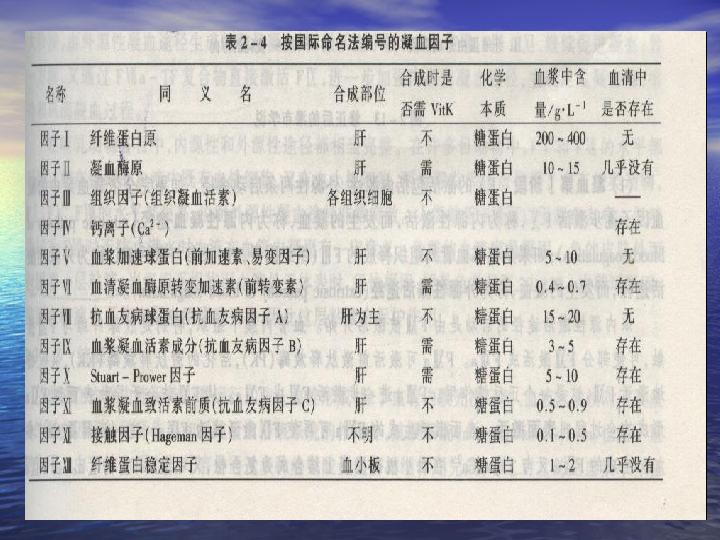 表2-4 按国际命名法编号的凝血因子
名称 同义名 合成部位 合成时是否需 VitK 化学本质 血浆中含量/g·L⁻¹ 血清中是否存在
因子Ⅰ 纤维蛋白原 肝 不 糖蛋白 200~400 无
因子Ⅱ 凝血酶原 肝 需 糖蛋白 10~15 几乎没有
因子Ⅲ 组织因子(组织凝血活素) 各组织细胞 不 糖蛋白 —
因子Ⅳ 钙离子(Ca²⁺) 存在
因子Ⅴ 血浆加速球蛋白(前加速素、易变因子) 肝 不 糖蛋白 5~10 无
因子Ⅶ 血清凝血酶原转变加速素(前转变素) 肝 需 糖蛋白 0.4~0.7 存在
因子Ⅷ 抗血友病球蛋白(抗血友病因子A) 肝为主 不 糖蛋白 15~20 无
因子Ⅸ 血浆凝血活素成分(抗血友病因子B) 肝 需 糖蛋白 3~5 存在
因子Ⅹ Stuart-Prower因子 肝 需 糖蛋白 5~10 存在
因子Ⅺ 血浆凝血致活素前质(抗血友病因子C) 肝 不 糖蛋白 0.5~0.9 存在
因子Ⅻ 接触因子(Hageman因子) 不明 不 糖蛋白 0.1~0.5 存在
因子XIII 纤维蛋白稳定因子 血小板 不 糖蛋白 1~2 几乎没有